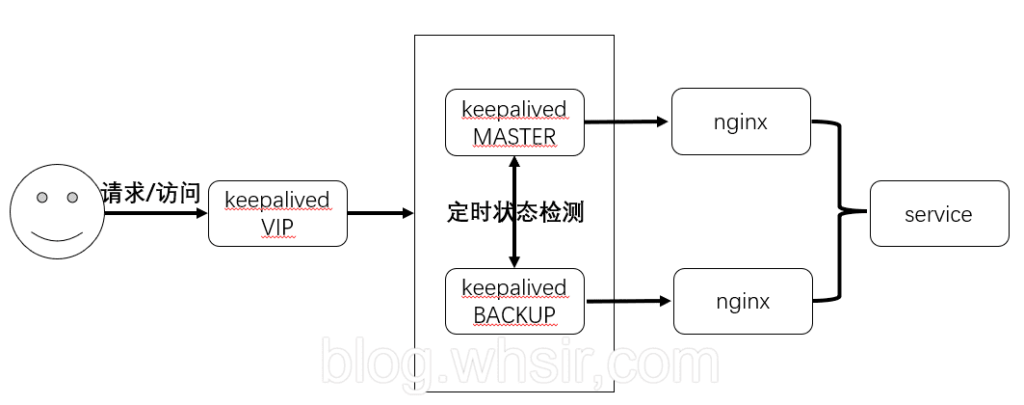 请求/访问
keepalived
VIP
keepalived
MASTER
定时状态检测
keepalived
BACKUP
nginx
nginx
service
blog.whsir.com